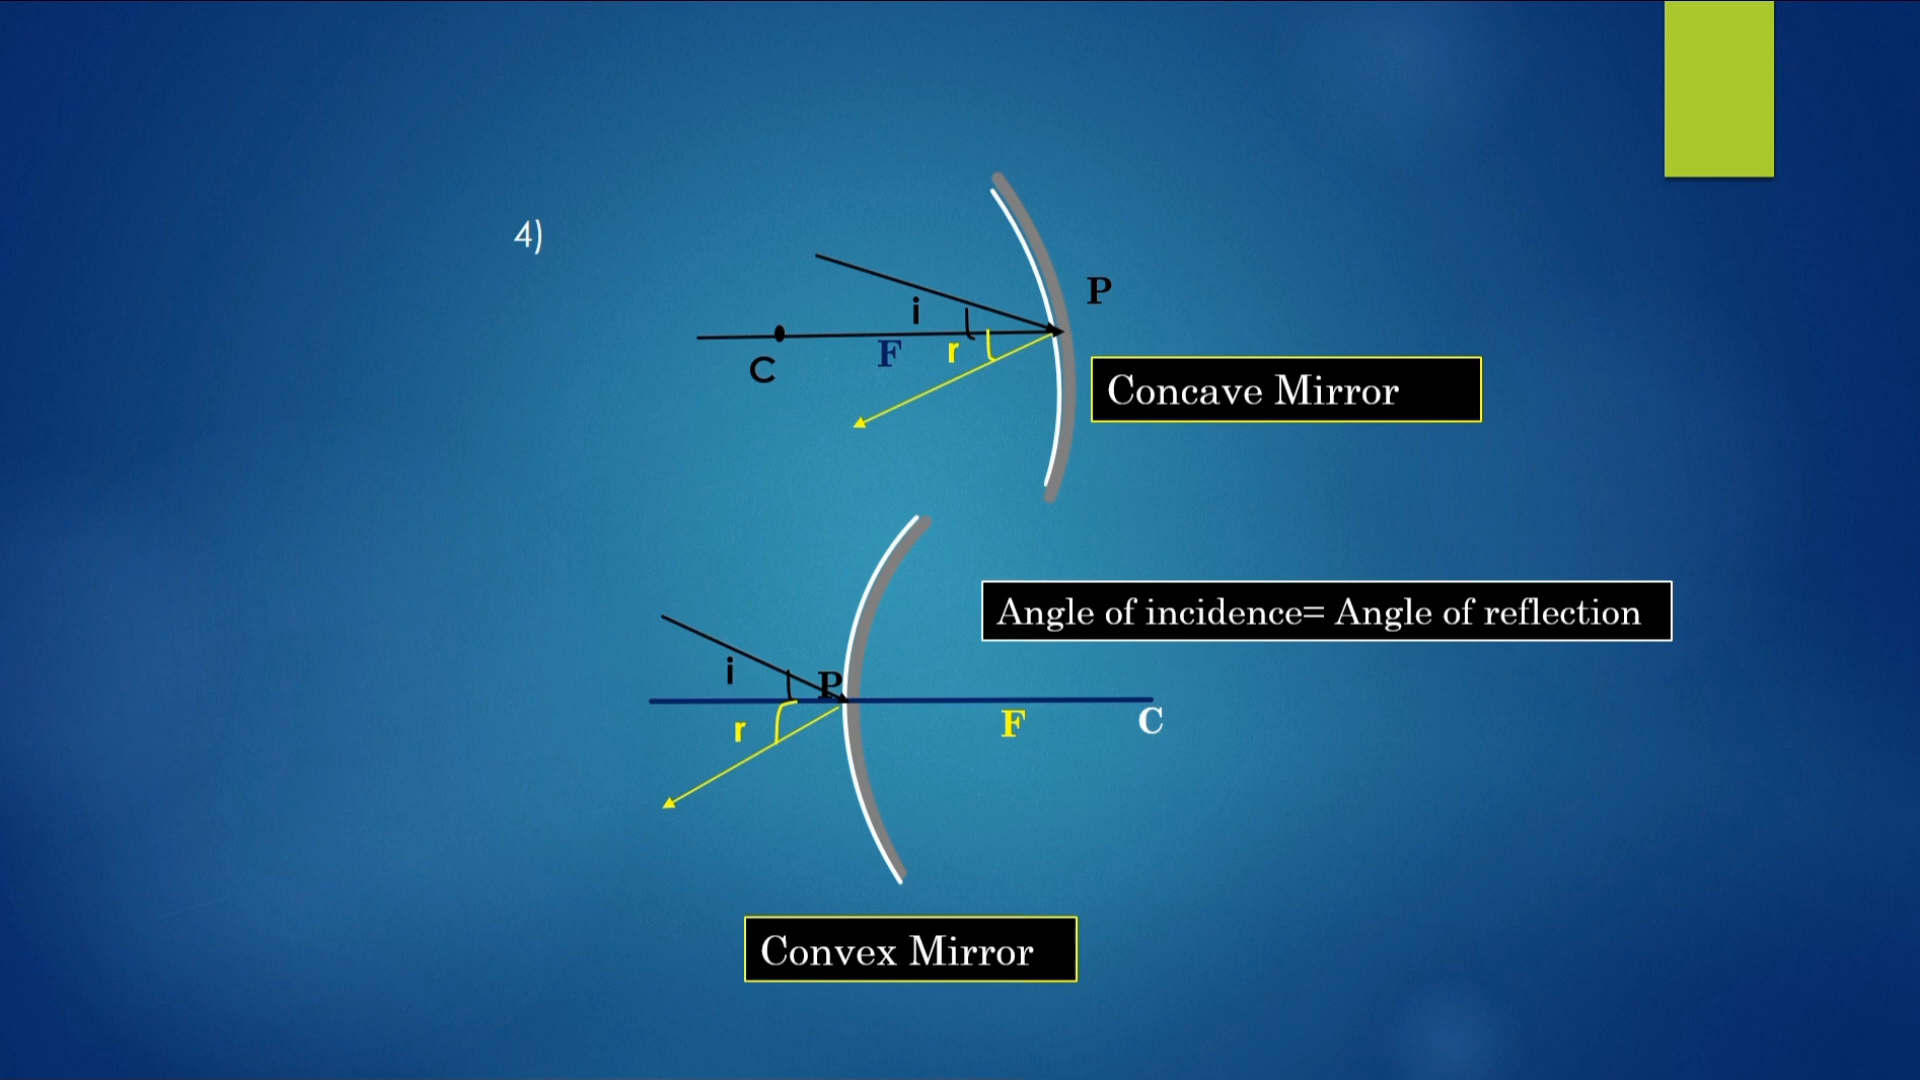 4)
P
i
C
F
r
Concave Mirror
Angle of incidence= Angle of reflection
i
P
r
F
C
Convex Mirror